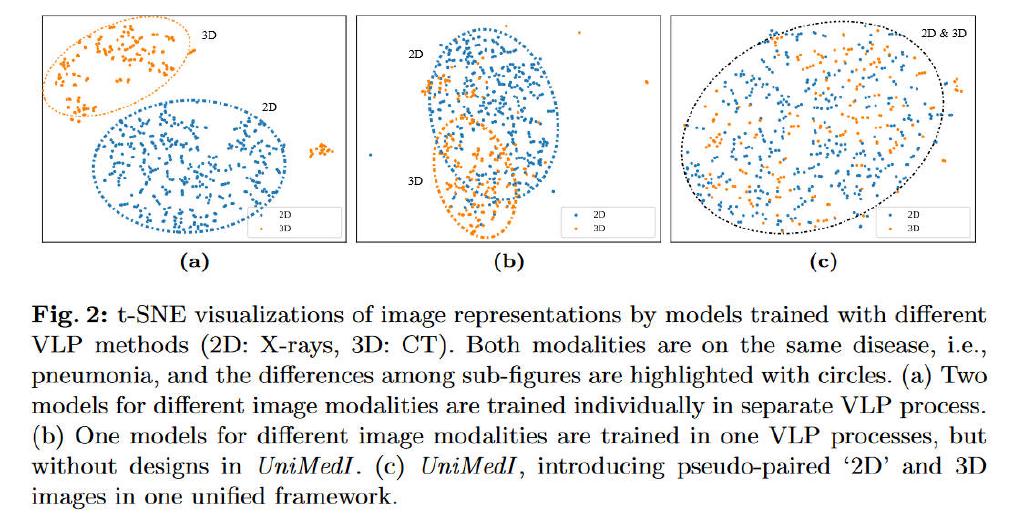 3D
2D
2D
3D
(a)
2D
3D
2D
3D
(b)
2D & 3D
2D
3D
(c)
Fig. 2: t-SNE visualizations of image representations by models trained with different
VLP methods (2D: X-rays, 3D: CT). Both modalities are on the same disease, i.e.,
pneumonia, and the differences among sub-figures are highlighted with circles. (a) Two
models for different image modalities are trained individually in separate VLP process.
(b) One models for different image modalities are trained in one VLP processes, but
without designs in UniMedI. (c) UniMedI, introducing pseudo-paired ‘2D’ and 3D
images in one unified framework.